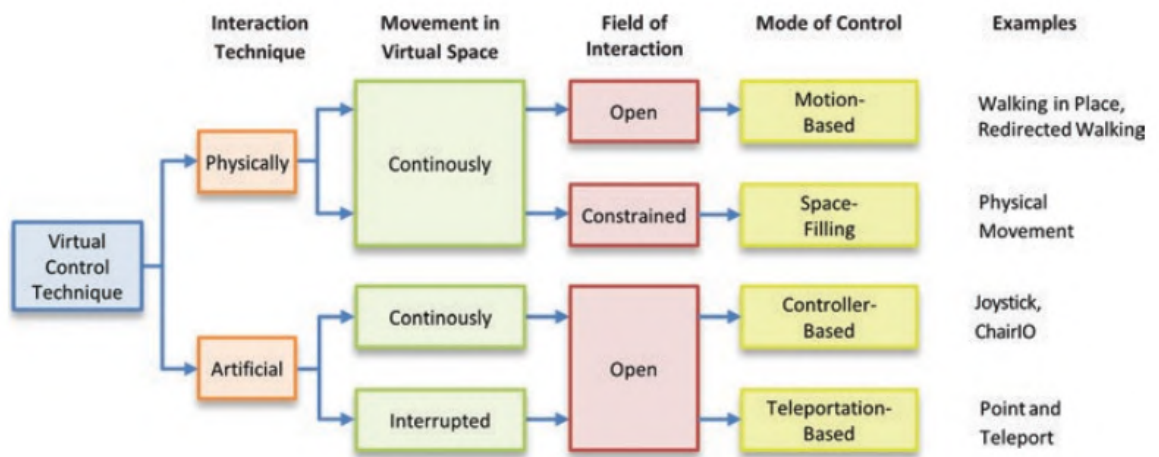 Interaction
Technique
Movement in
Virtual Space
Field of
Interaction
Mode of Control
Examples
Virtual
Control
Technique
Physically
Continously
Open
Motion-
Based
Walking in Place,
Redirected Walking
Constrained
Space-
Filling
Physical
Movement
Artificial
Continously
Interrupted
Open
Controller-
Based
Joystick,
ChairIO
Teleportation-
Based
Point and
Teleport